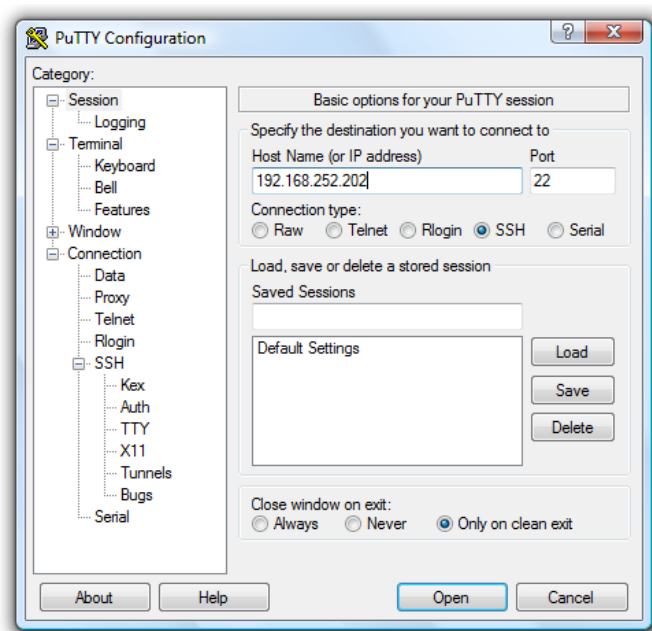 PuTTY Configuration
?
X
Category:
Session
Logging
Terminal
Keyboard
Bell
Features
Window
Connection
Data
Proxy
Telnet
Rlogin
SSH
Kex
Auth
TTY
X11
Tunnels
Bugs
Serial
Basic options for your PuTTY session
Specify the destination you want to connect to
Host Name (or IP address) Port
192.168.252.202 22
Connection type:
Raw Telnet Rlogin SSH Serial
Load, save or delete a stored session
Saved Sessions
Default Settings
Load
Save
Delete
Close window on exit:
Always Never Only on clean exit
About Help Open Cancel